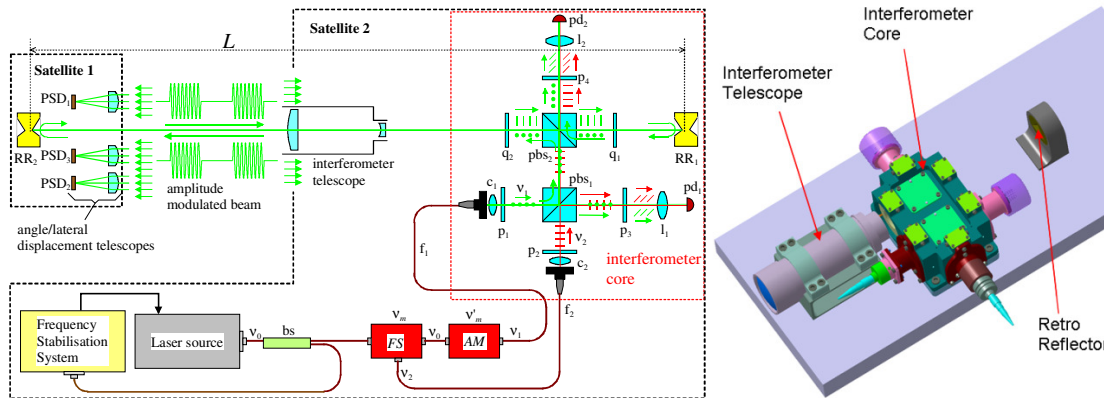 Satellite 2
L
Satellite 1
PSD1
PSD3
PSD2
RR2
amplitude
modulated beam
angle/lateral
displacement telescopes
interferometer
telescope
pd2
l2
p4
q2
pbs2
q1
RR1
c1
ν1
pbs1
pd1
p1
p3
l1
ν2
p2
c2
interferometer
core
f1
f2
Frequency
Stabilisation
System
Laser source
ν0
bs
νm
FS
ν0
ν'm
AM
ν1
ν2
Interferometer
Core
Interferometer
Telescope
Retro
Reflector